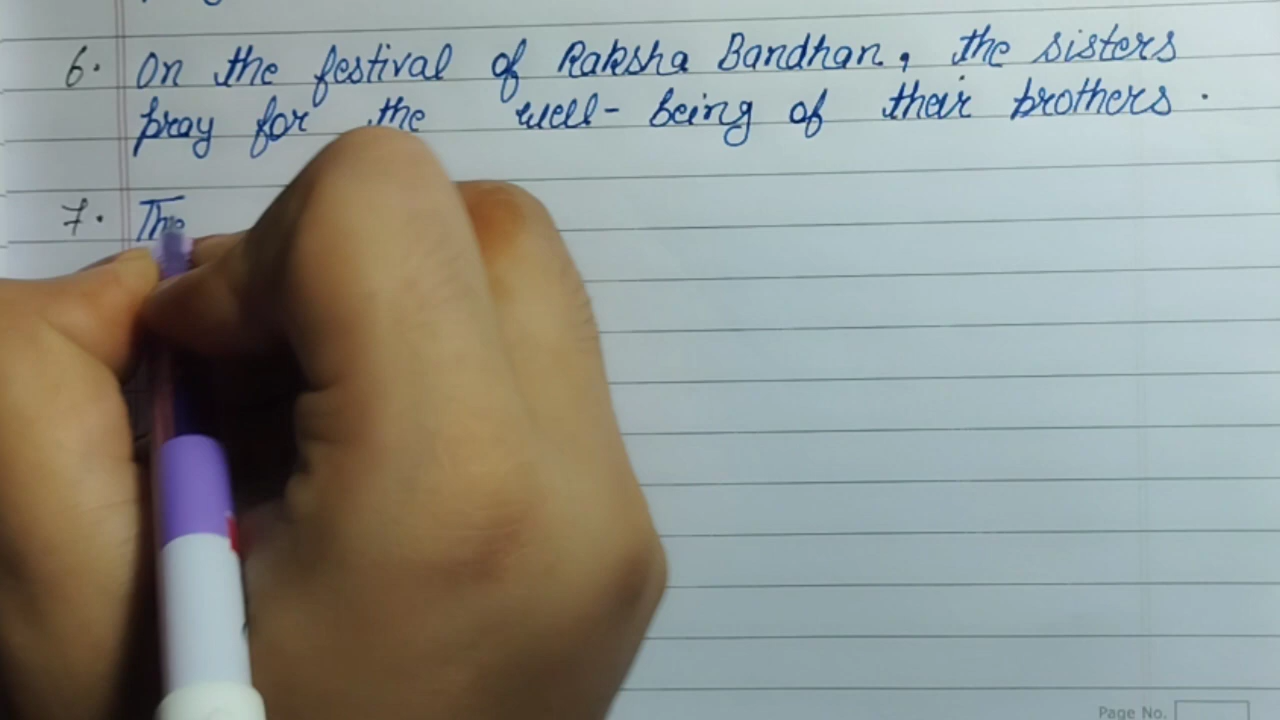 6. On the festival of Raksha Bandhan, the sisters
pray for the well-being of their brothers.
7. The
Page No.